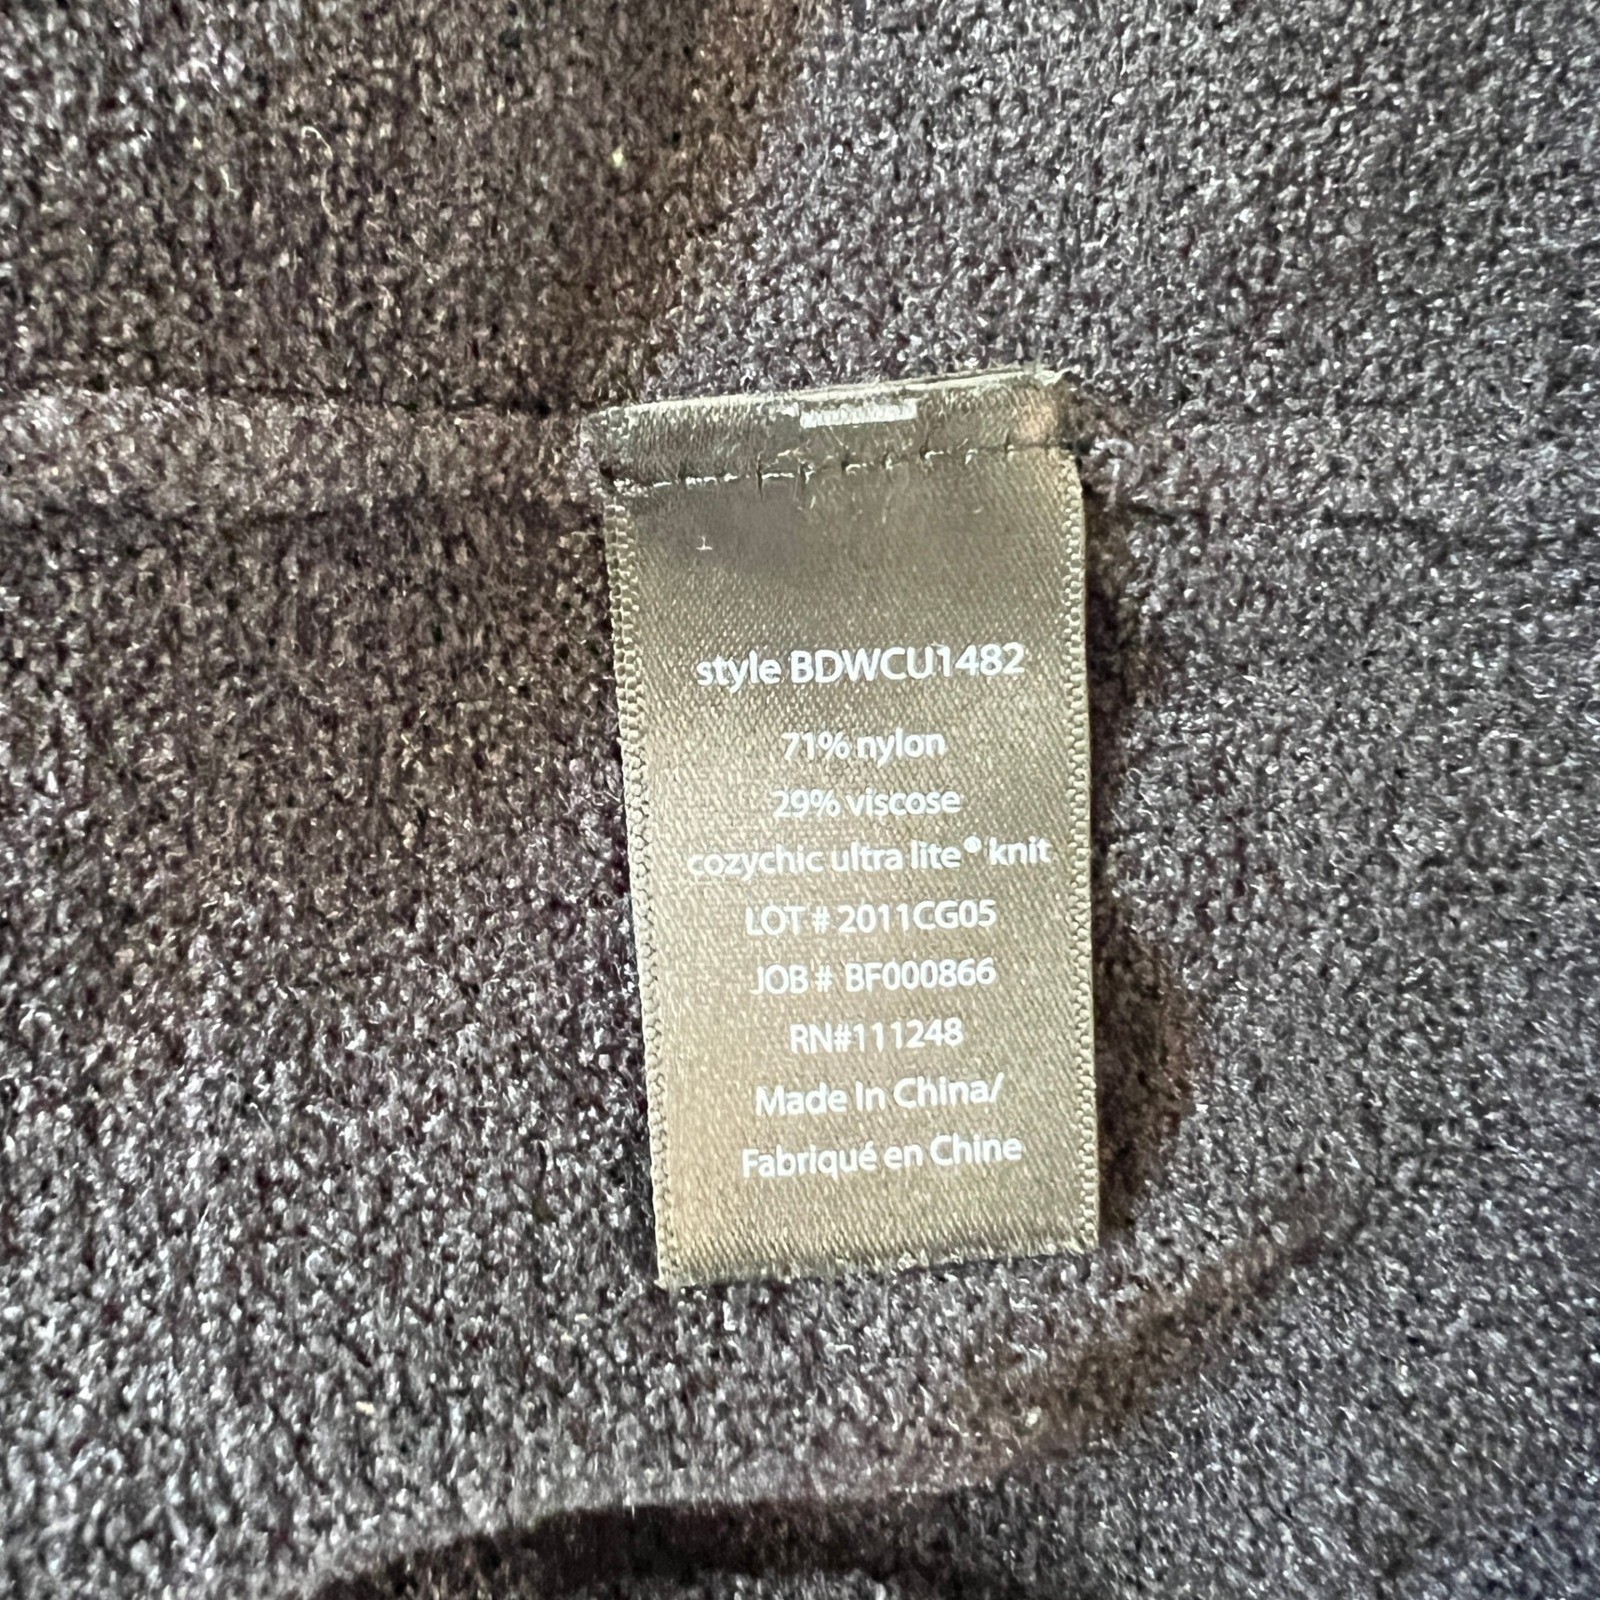 style BDWCU1482
71% nylon
29% viscose
cozychic ultra lite® knit
LOT # 2011CG05
JOB # BF000866
RN#111248
Made In China/
Fabriqué en Chine